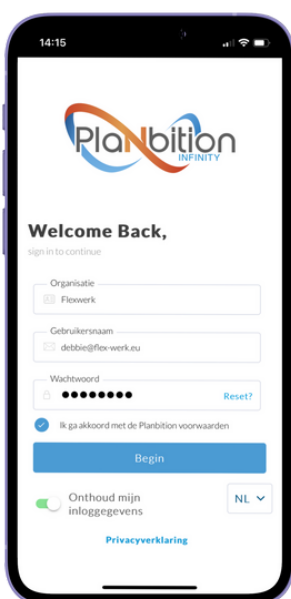 14:15
PlaNbition
INFINITY
Welcome Back,
sign in to continue
Organisatie
Flexwerk
Gebruikersnaam
debbie@flex-werk.eu
Wachtwoord
●●●●●●●●
Reset?
Ik ga akkoord met de Planbition voorwaarden
Begin
Onthoud mijn
inloggegevens
NL
Privacyverklaring